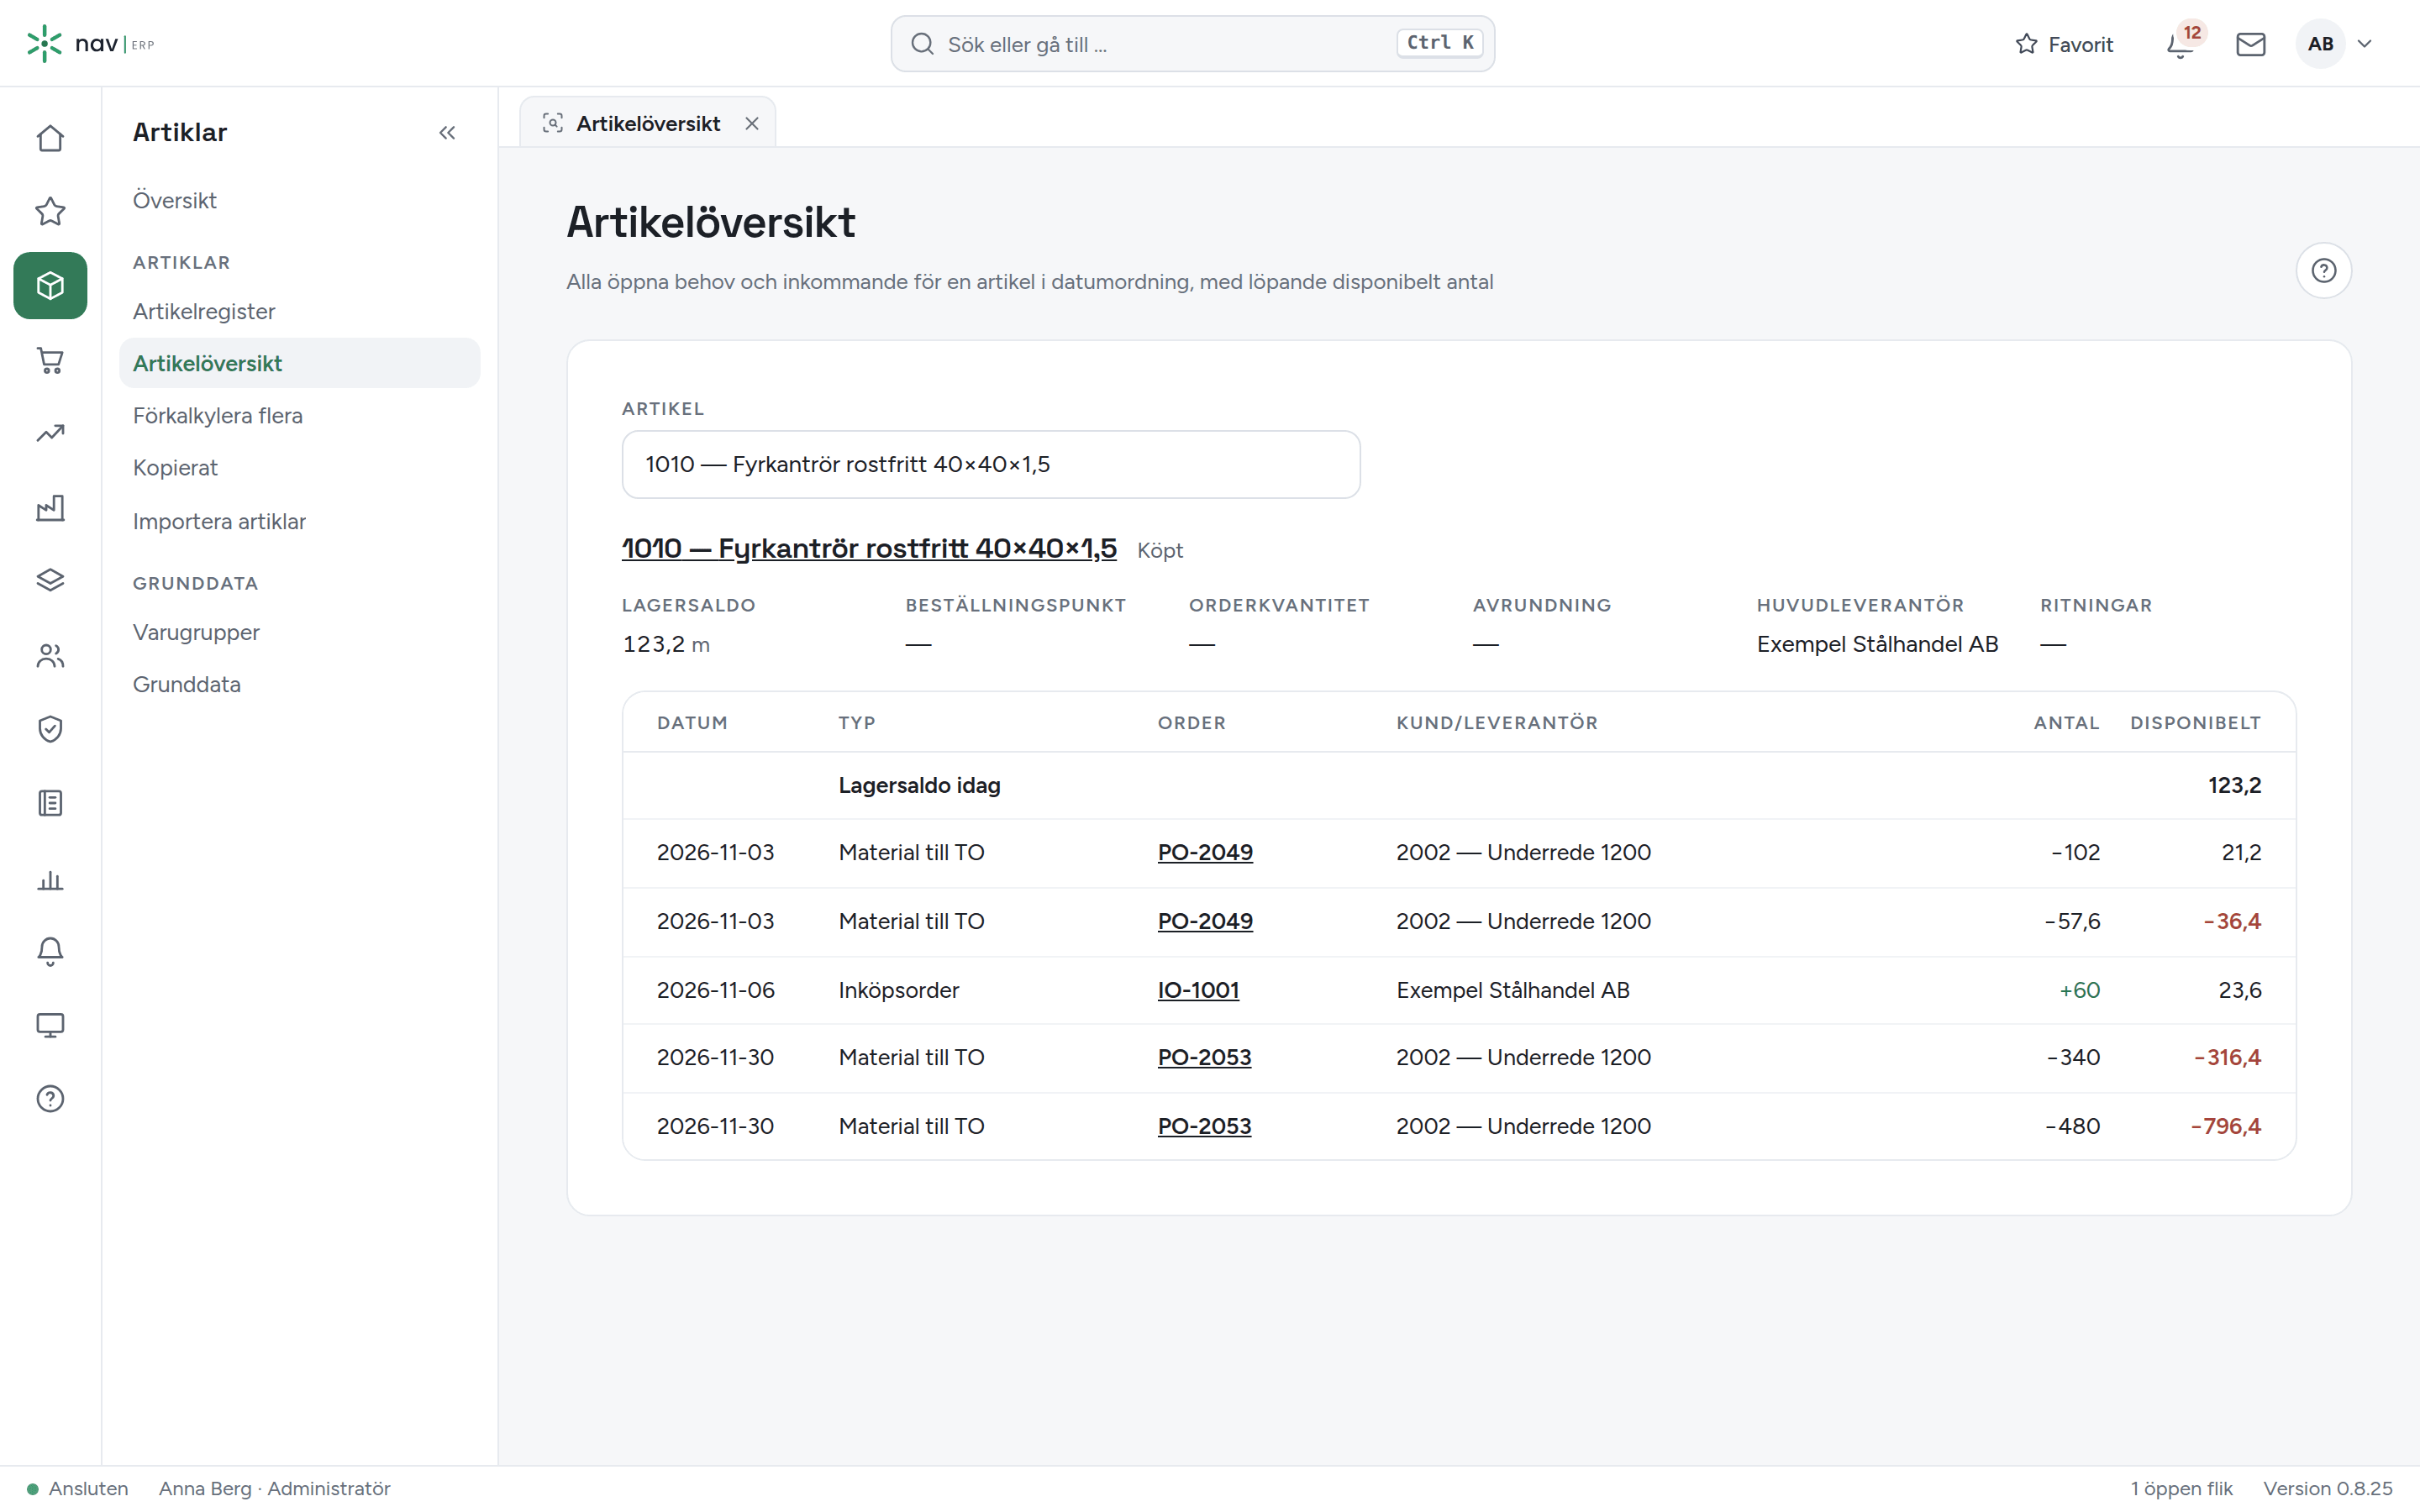 nav | ERP
Sök eller gå till ...
Ctrl K
Favorit
12
AB
Artiklar
Översikt
ARTIKLAR
Artikelregister
Artikelöversikt
Förkalkylera flera
Kopierat
Importera artiklar
GRUNDDATA
Varugrupper
Grunddata
Artikelöversikt
Artikelöversikt
Alla öppna behov och inkommande för en artikel i datumordning, med löpande disponibelt antal
ARTIKEL
1010 — Fyrkantrör rostfritt 40×40×1,5
1010 — Fyrkantrör rostfritt 40×40×1,5 Köpt
LAGERSALDO BESTÄLLNINGSPUNKT ORDERKVANTITET AVRUNDNING HUVUDLEVERANTÖR RITNINGAR
123,2 m — — — Exempel Stålhandel AB —
DATUM TYP ORDER KUND/LEVERANTÖR ANTAL DISPONIBELT
Lagersaldo idag 123,2
2026-11-03 Material till TO PO-2049 2002 — Underrede 1200 −102 21,2
2026-11-03 Material till TO PO-2049 2002 — Underrede 1200 −57,6 −36,4
2026-11-06 Inköpsorder IO-1001 Exempel Stålhandel AB +60 23,6
2026-11-30 Material till TO PO-2053 2002 — Underrede 1200 −340 −316,4
2026-11-30 Material till TO PO-2053 2002 — Underrede 1200 −480 −796,4
Ansluten Anna Berg · Administratör 1 öppen flik Version 0.8.25